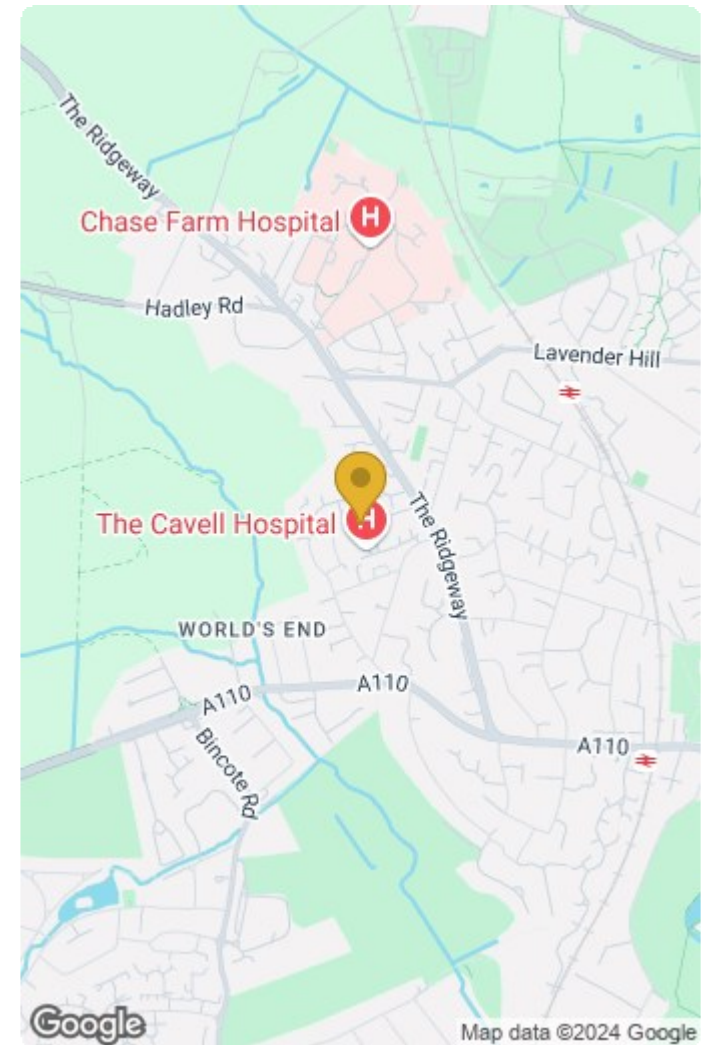 The Ridgeway
Chase Farm Hospital
H
Hadley Rd
Lavender Hill
The Cavell Hospital
H
The Ridgeway
WORLD'S END
A110
A110
A110
Bincote Rd
Google
Map data ©2024 Google